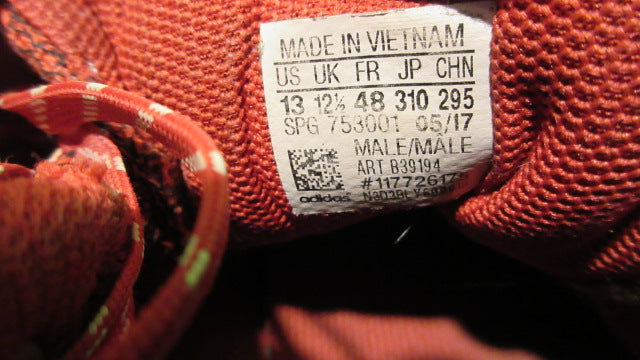 MADE IN VIETNAM
US UK FR JP CHN
13 12½ 48 310 295
SPG 753001 05/17
MALE/MALE
ART B39194
adidas